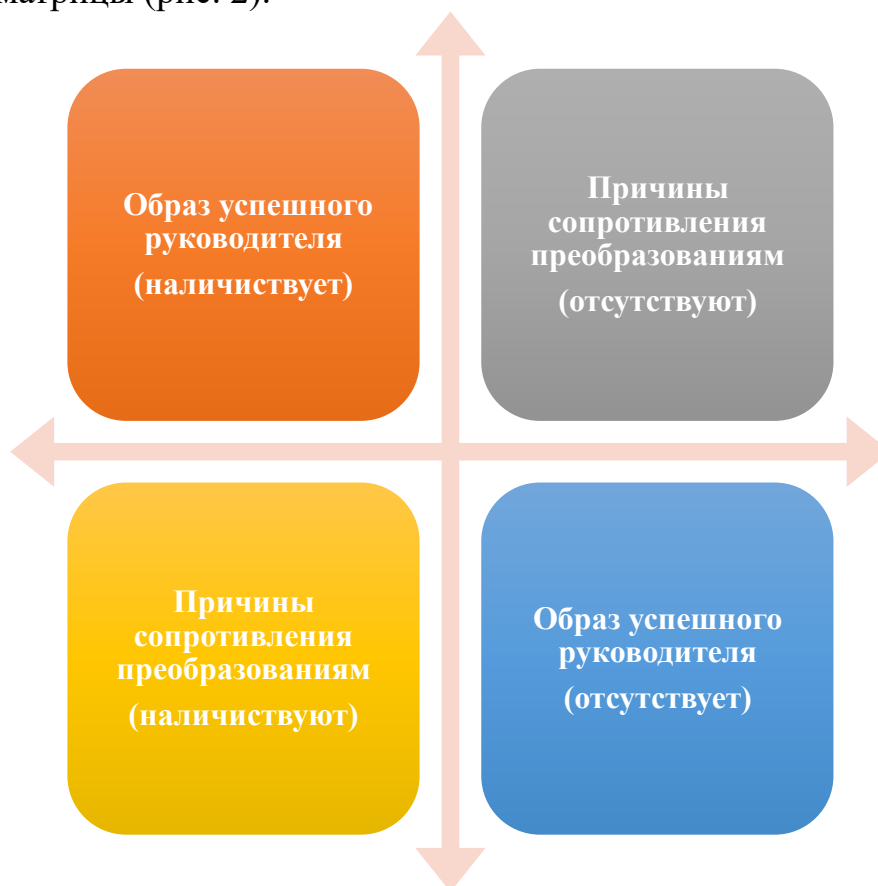 матрицы (рис. 2).
Образ успешного
руководителя
(наличиствует)
Причины
сопротивления
преобразованиям
(отсутствуют)
Причины
сопротивления
преобразованиям
(наличиствуют)
Образ успешного
руководителя
(отсутствует)